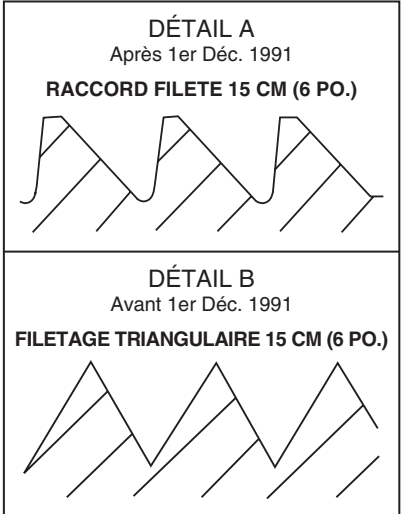 DÉTAIL A
Après 1er Déc. 1991
RACCORD FILETE 15 CM (6 PO.)
DÉTAIL B
Avant 1er Déc. 1991
FILETAGE TRIANGULAIRE 15 CM (6 PO.)